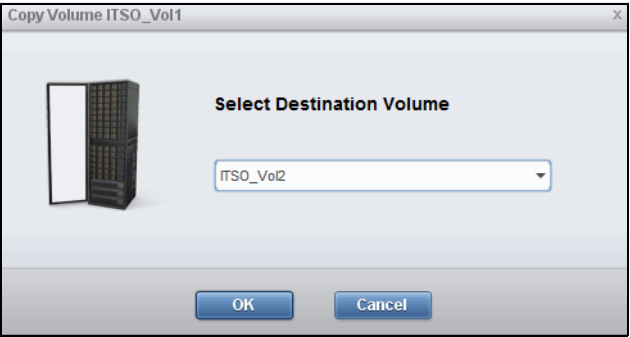 Copy Volume ITSO_Vol1
x
Select Destination Volume
ITSO_Vol2
OK
Cancel